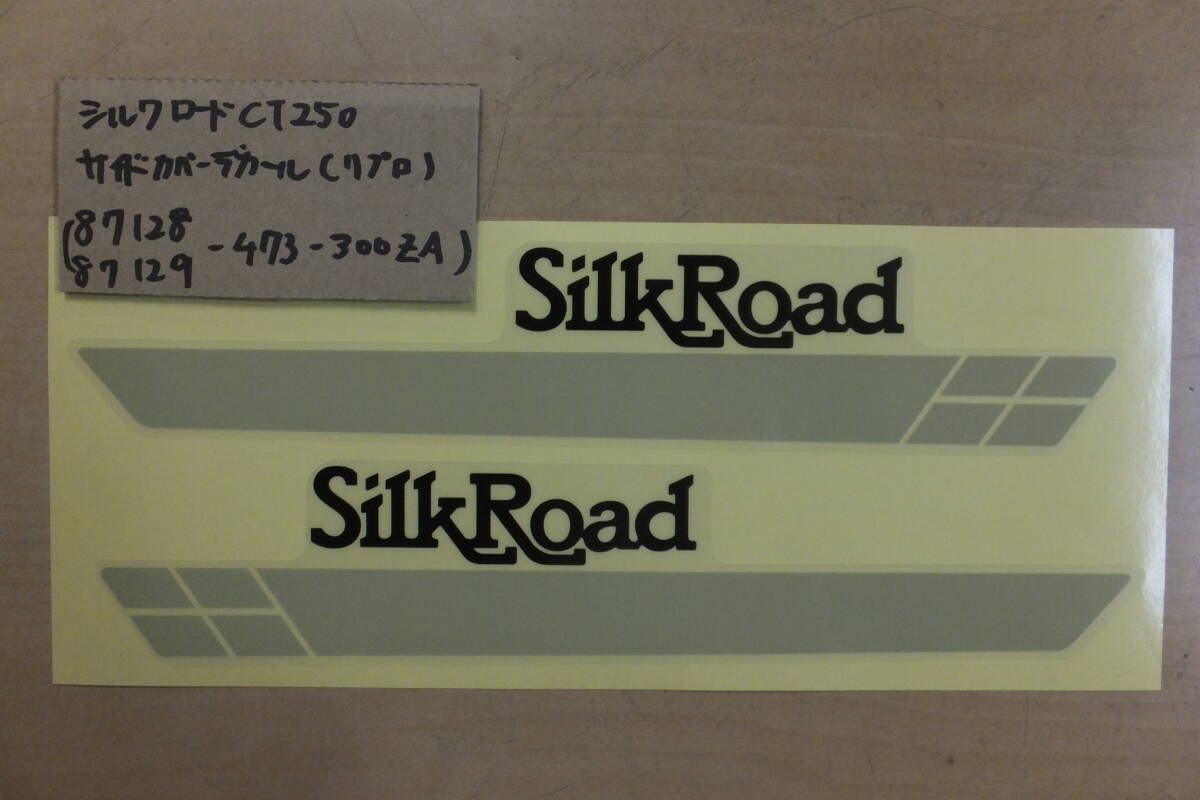 シルクロードCT250
サイドカバーデカール(リプロ)
(87128
87129 -473-300ZA)
SilkRoad
SilkRoad